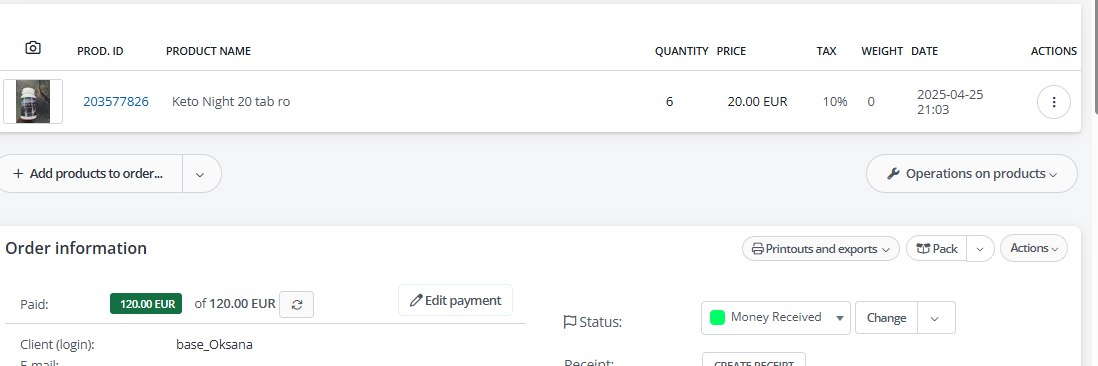 PROD. ID PRODUCT NAME QUANTITY PRICE TAX WEIGHT DATE ACTIONS
203577826 Keto Night 20 tab ro 6 20.00 EUR 10% 0 2025-04-25
21:03
+ Add products to order... Operations on products
Order information Printouts and exports Pack Actions
Paid: 120.00 EUR of 120.00 EUR Edit payment
Status: Money Received Change
Client (login): base_Oksana
E-mail:
Receipt: CREATE RECEIPT